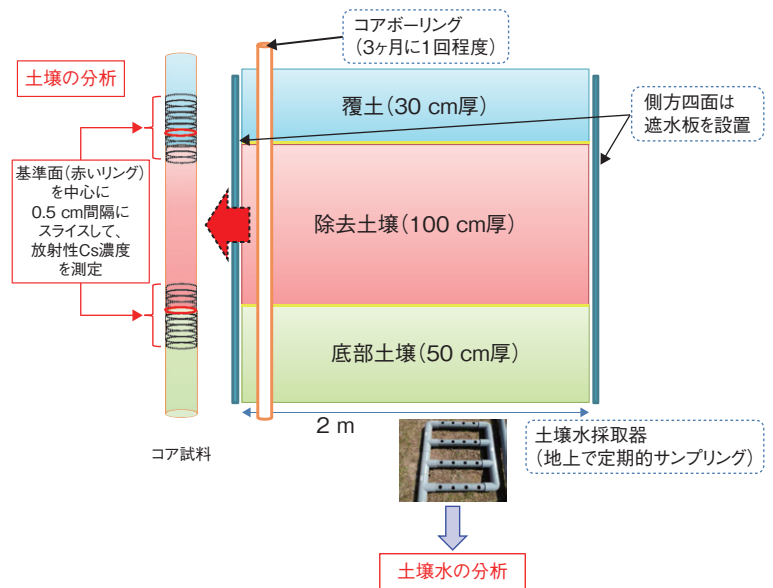 コアボーリング
(3ヶ月に1回程度)
土壌の分析
覆土(30 cm厚)
側方四面は
遮水板を設置
基準面(赤いリング)
を中心に
0.5 cm間隔に
スライスして、
放射性Cs濃度
を測定
除去土壌(100 cm厚)
底部土壌(50 cm厚)
2 m
コア試料
土壌水採取器
(地上で定期的サンプリング)
土壌水の分析